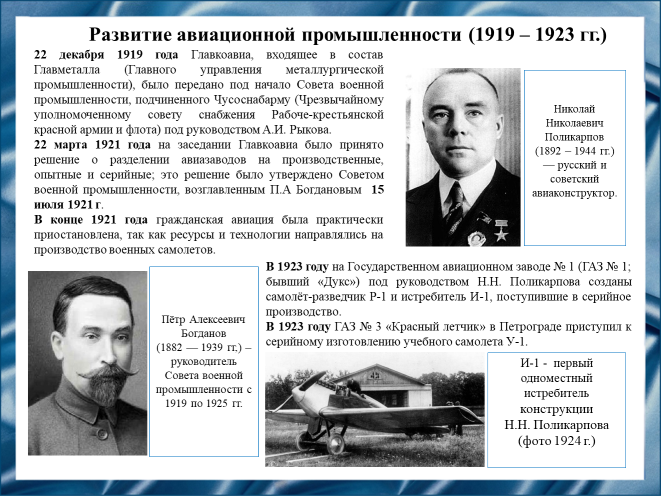 Развитие авиационной промышленности (1919 – 1923 гг.)
22 декабря 1919 года Главкоавиа, входящее в состав
Главметалла (Главного управления металлургической
промышленности), было передано под начало Совета военной
промышленности, подчиненного Чусоснабарму (Чрезвычайному
уполномоченному совету снабжения Рабоче-крестьянской
красной армии и флота) под руководством А.И. Рыкова.
22 марта 1921 года на заседании Главкоавиа было принято
решение о разделении авиазаводов на производственные,
опытные и серийные; это решение было утверждено Советом
военной промышленности, возглавленным П.А Богдановым 15
июля 1921 г.
В конце 1921 года гражданская авиация была практически
приостановлена, так как ресурсы и технологии направлялись на
производство военных самолетов.
Николай
Николаевич
Поликарпов
(1892 – 1944 гг.)
— русский и
советский
авиаконструктор.
Пётр Алексеевич
Богданов
(1882 — 1939 гг.) –
руководитель
Совета военной
промышленности с
1919 по 1925 гг.
В 1923 году на Государственном авиационном заводе № 1 (ГАЗ № 1;
бывший «Дукс») под руководством Н.Н. Поликарпова созданы
самолёт-разведчик Р-1 и истребитель И-1, поступившие в серийное
производство.
В 1923 году ГАЗ № 3 «Красный летчик» в Петрограде приступил к
серийному изготовлению учебного самолета У-1.
И-1 - первый
одноместный
истребитель
конструкции
Н.Н. Поликарпова
(фото 1924 г.)